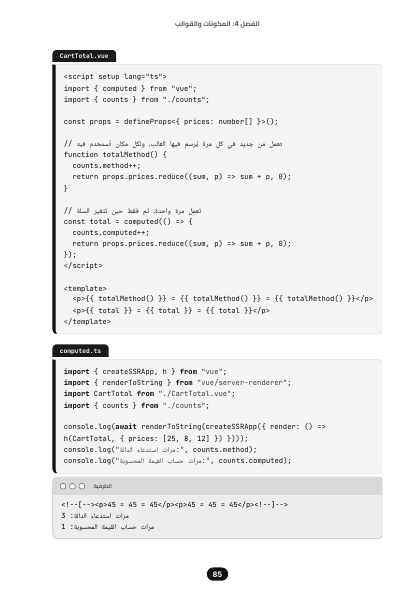 الفصل 4: المكونات والقوالب
CartTotal.vue
<script setup lang="ts">
import { computed } from "vue";
import { counts } from "./counts";
const props = defineProps<{ prices: number[] }>();
// تعمل من جديد في كل مرة يُرسم فيها القالب، ولكل مكان تُستخدم فيه
function totalMethod() {
counts.method++;
return props.prices.reduce((sum, p) => sum + p, 0);
}
// تعمل مرة واحدة، ثم فقط حين تتغير السلة
const total = computed(() => {
counts.computed++;
return props.prices.reduce((sum, p) => sum + p, 0);
});
</script>
<template>
<p>{{ totalMethod() }} = {{ totalMethod() }} = {{ totalMethod() }}</p>
<p>{{ total }} = {{ total }} = {{ total }}</p>
</template>
computed.ts
import { createSSRApp, h } from "vue";
import { renderToString } from "vue/server-renderer";
import CartTotal from "./CartTotal.vue";
import { counts } from "./counts";
console.log(await renderToString(createSSRApp({ render: () =>
h(CartTotal, { prices: [25, 8, 12] }) })));
console.log("مرات استدعاء الدالة:", counts.method);
console.log("مرات حساب القيمة المحسوبة:", counts.computed);
الطرفية
<!--[--><p>45 = 45 = 45</p><p>45 = 45 = 45</p><!--]-->
مرات استدعاء الدالة: 3
مرات حساب القيمة المحسوبة: 1
85